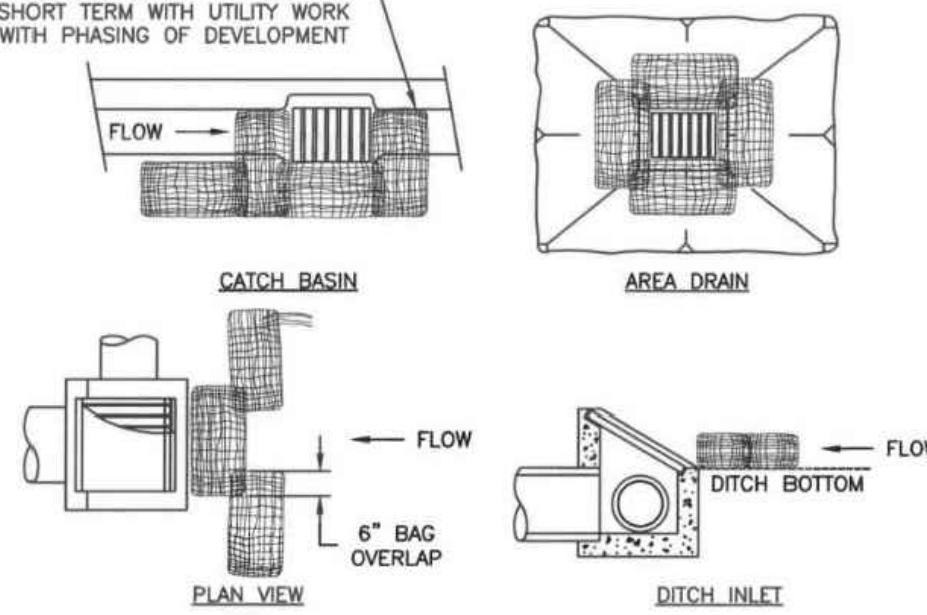 SHORT TERM WITH UTILITY WORK
WITH PHASING OF DEVELOPMENT
FLOW
CATCH BASIN
AREA DRAIN
FLOW
6" BAG
OVERLAP
PLAN VIEW
FLOW
DITCH BOTTOM
DITCH INLET